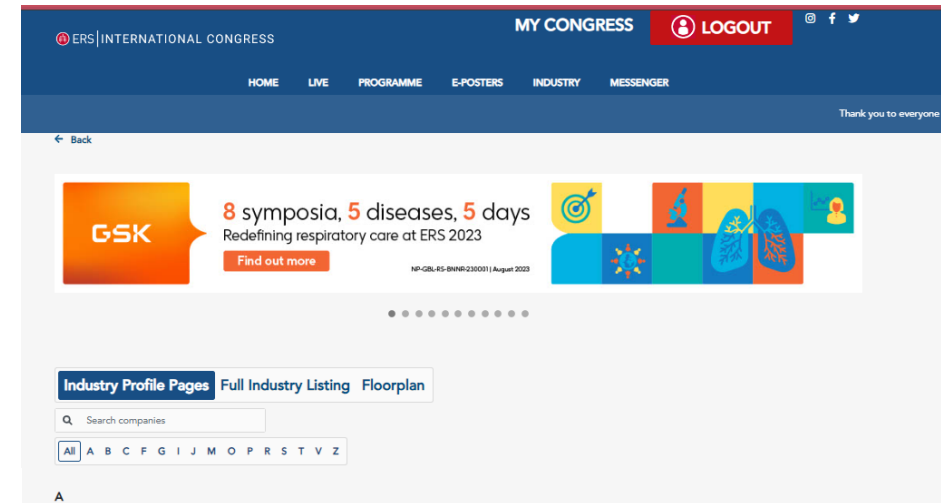 MY CONGRESS
LOGOUT
ERS|INTERNATIONAL CONGRESS
HOME LIVE PROGRAMME E-POSTERS INDUSTRY MESSENGER
Thank you to everyone
← Back
GSK
8 symposia, 5 diseases, 5 days
Redefining respiratory care at ERS 2023
Find out more
NP-GBL-RS-BNNR-230001 | August 2023
Industry Profile Pages Full Industry Listing Floorplan
Search companies
All A B C F G I J M O P R S T V Z
A